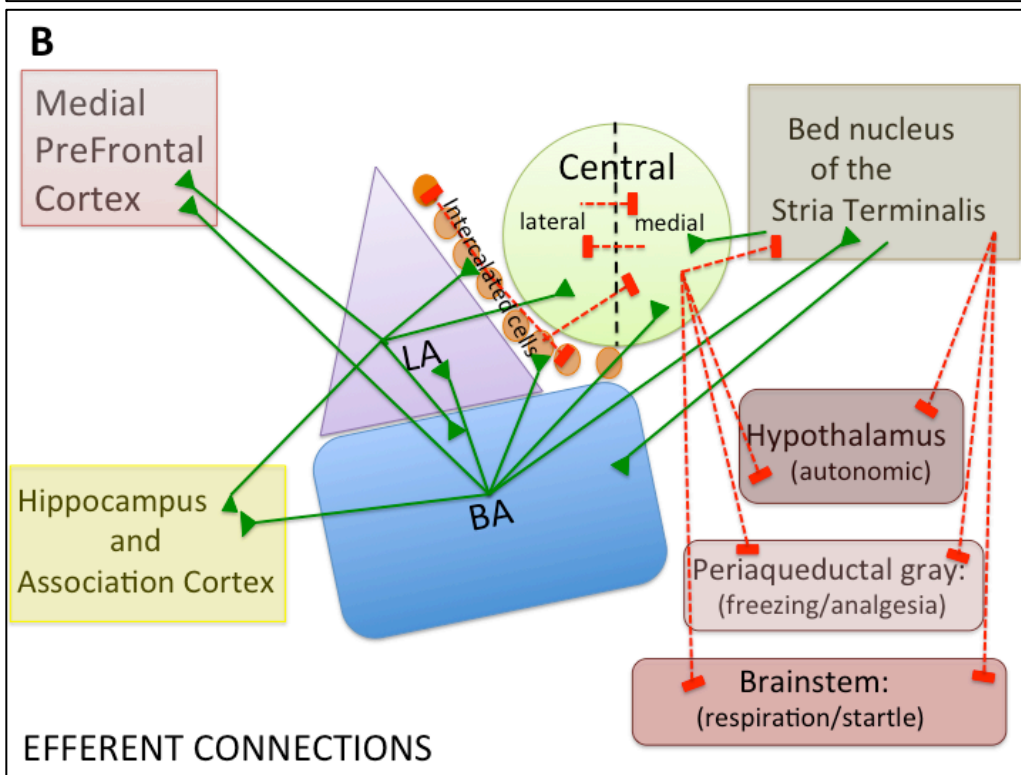 B
Medial
PreFrontal
Cortex
Bed nucleus
of the
Stria Terminalis
Central
lateral
medial
Intercalated cells
LA
BA
Hippocampus
and
Association Cortex
Hypothalamus
(autonomic)
Periaqueductal gray:
(freezing/analgesia)
Brainstem:
(respiration/startle)
EFFERENT CONNECTIONS